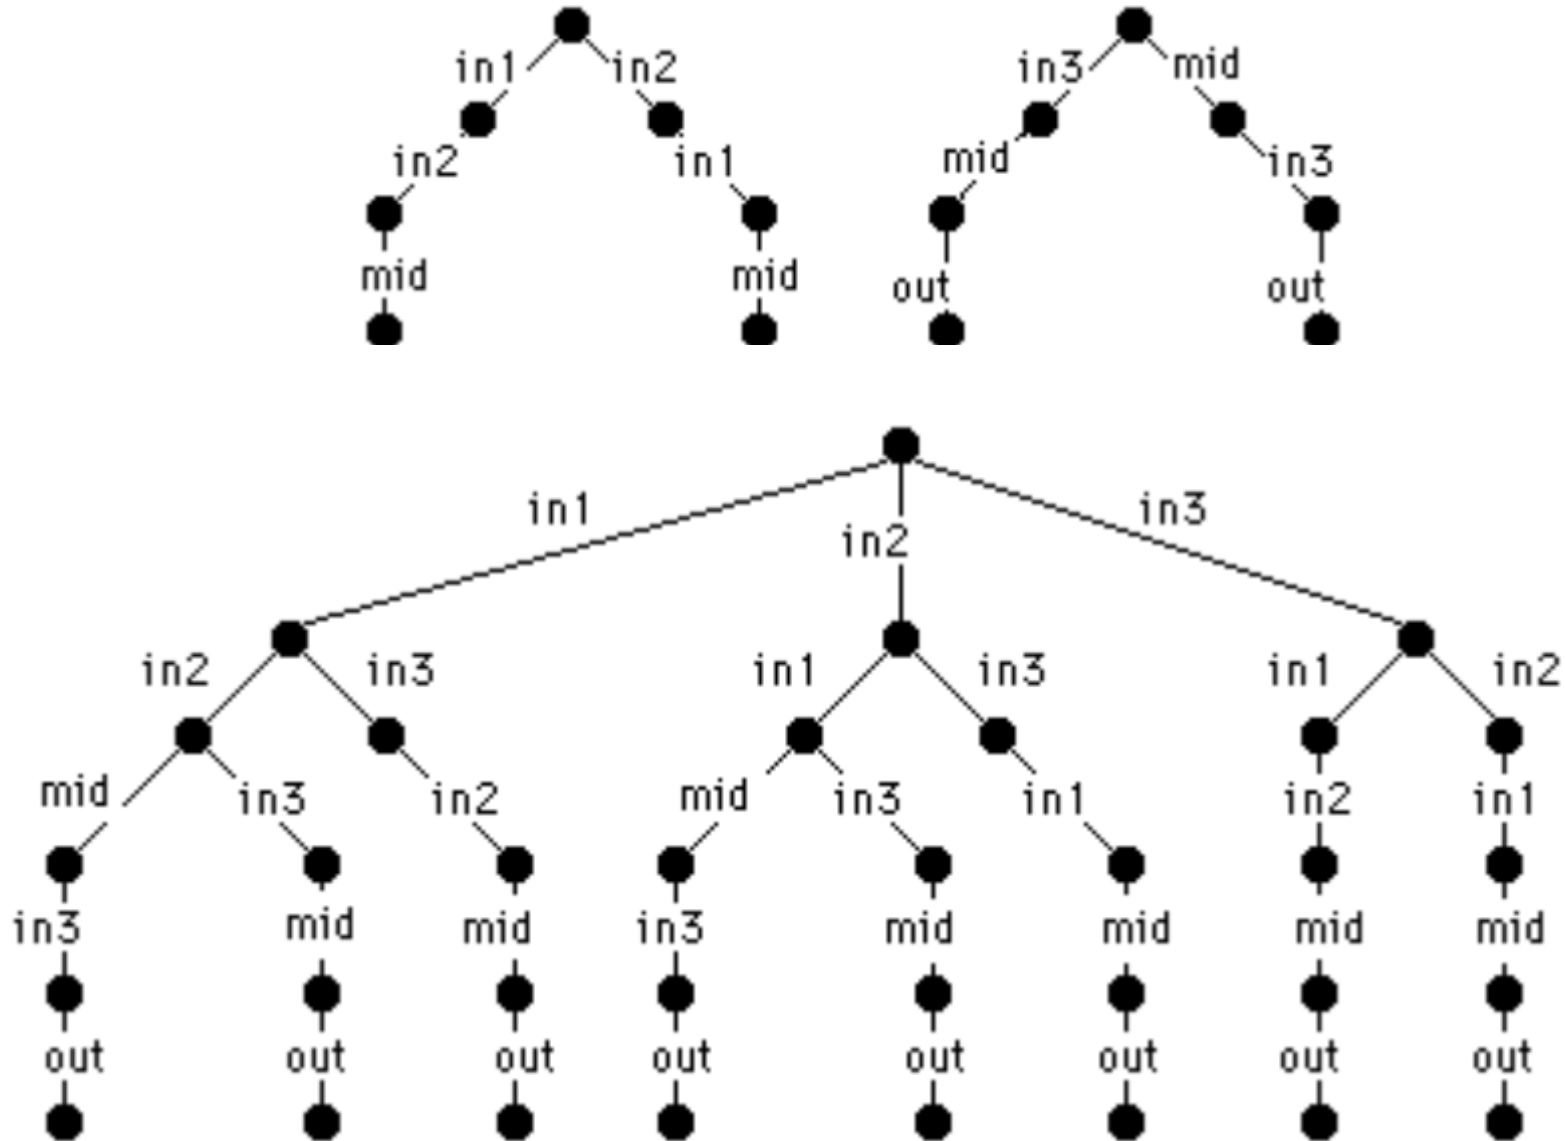 in1 in2 in3 mid
in2 in1 mid in3
mid mid out out
in1 in2 in3
in2 in3 in1 in3 in1 in2
mid in3 in2 mid in3 in1 in2 in1
in3 mid mid in3 mid mid mid mid
out out out out out out out out